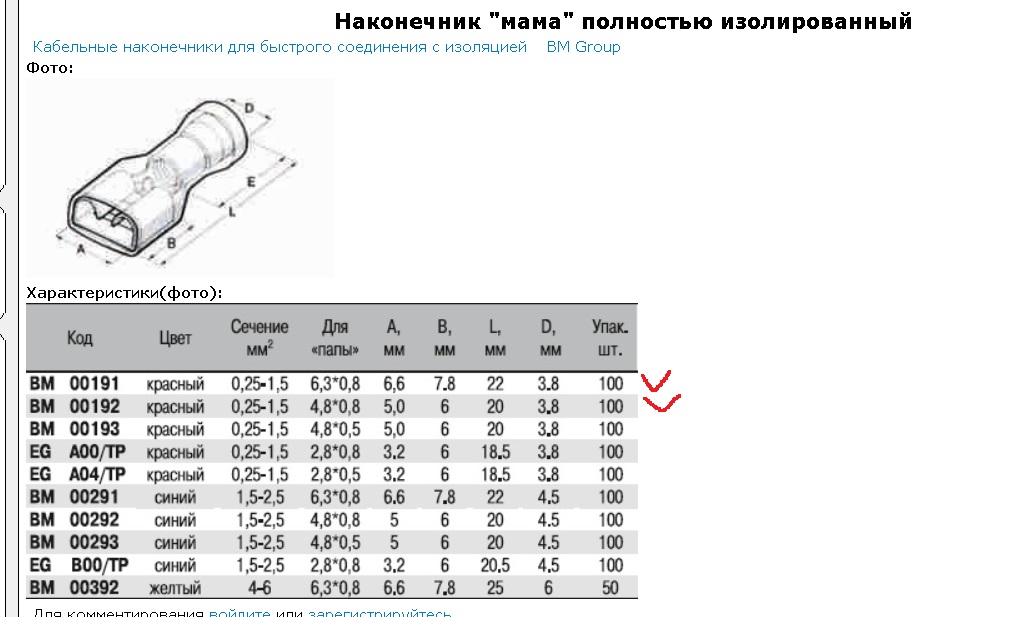 Наконечник "мама" полностью изолированный
Кабельные наконечники для быстрого соединения с изоляцией BM Group
Фото:
D
E
L
B
A
Характеристики(фото):
Код Цвет Сечение мм² Для «папы» A, мм B, мм L, мм D, мм Упак. шт.
BM 00191 красный 0,25-1,5 6,3*0,8 6,6 7.8 22 3.8 100
BM 00192 красный 0,25-1,5 4,8*0,8 5,0 6 20 3.8 100
BM 00193 красный 0,25-1,5 4,8*0,5 5,0 6 20 3.8 100
EG A00/TP красный 0,25-1,5 2,8*0,8 3.2 6 18.5 3.8 100
EG A04/TP красный 0,25-1,5 2,8*0,5 3.2 6 18.5 3.8 100
BM 00291 синий 1,5-2,5 6,3*0,8 6.6 7.8 22 4.5 100
BM 00292 синий 1,5-2,5 4,8*0,8 5 6 20 4.5 100
BM 00293 синий 1,5-2,5 4,8*0,5 5 6 20 4.5 100
EG B00/TP синий 1,5-2,5 2,8*0,8 3.2 6 20.5 4.5 100
BM 00392 желтый 4-6 6,3*0,8 6.6 7.8 25 6 50
Для комментирования войдите или зарегистрируйтесь